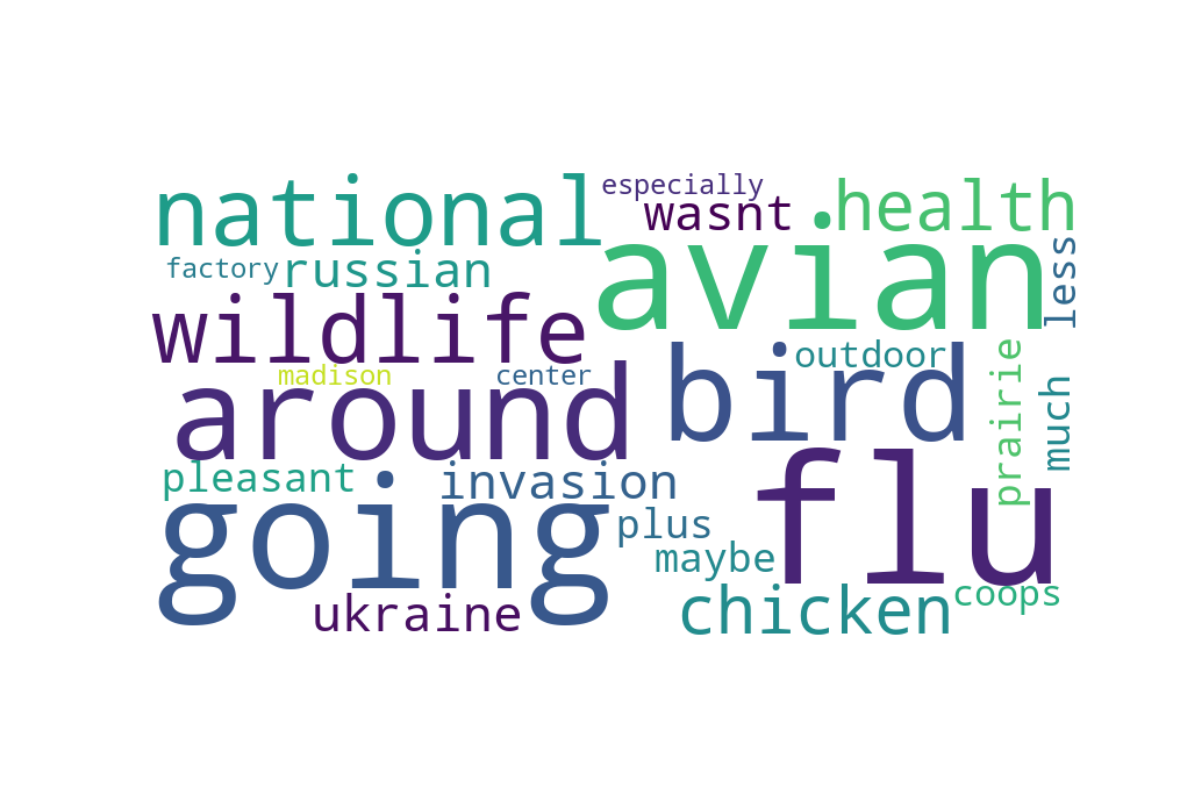 national
especially
wasnt
health
factory
russian
avian
less
wildlife
madison
center
around
bird
outdoor
prairie
much
pleasant
invasion
going
plus
flu
maybe
ukraine
chicken
coops